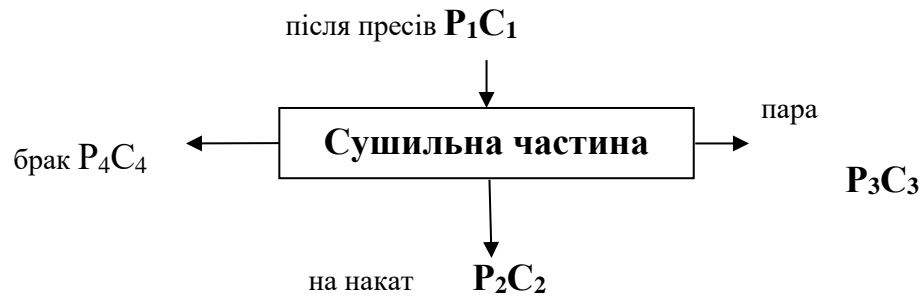 після пресів P₁C₁
пара
Сушильна частина
брак P₄C₄
P₃C₃
на накат P₂C₂